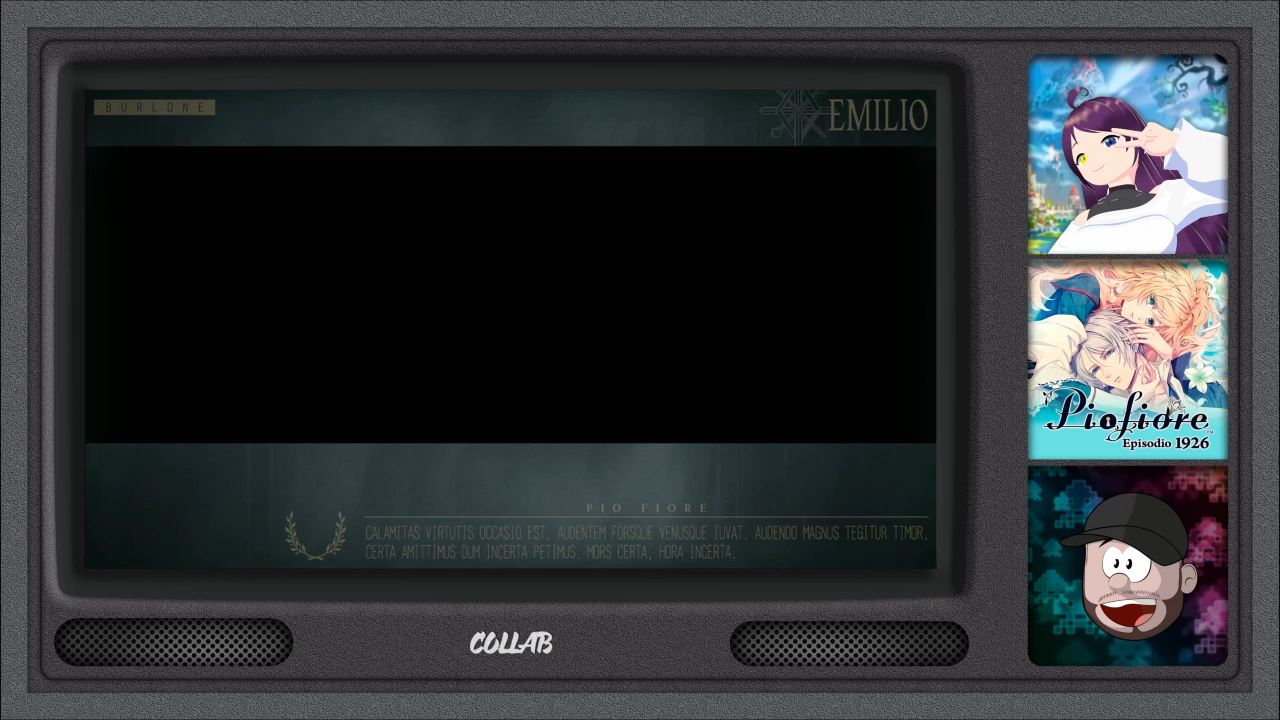 BURLONE
EMILIO
PIO FIORE
CALAMITAS VIRTUTIS OCCASIO EST. AUDENTEM FORSQUE VENUSQUE IUVAT. AUDENDO MAGNUS TEGITUR TIMOR.
CERTA AMITTIMUS DUM INCERTA PETIMUS. MORS CERTA, HORA INCERTA.
Piofiore
Episodio 1926
COLLAB